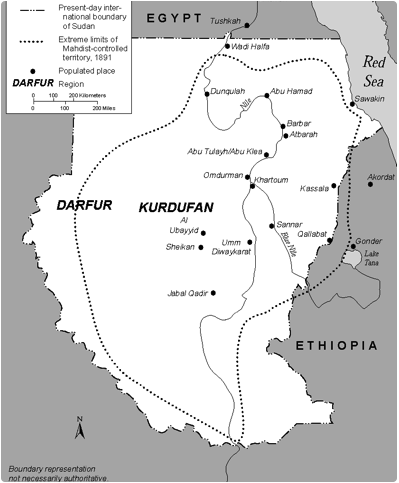 Present-day inter-
national boundary
of Sudan
Extreme limits of
Mahdist-controlled
territory, 1891
Populated place
DARFUR Region
0 100 200 Kilometers
0 100 200 Miles
EGYPT
Tushkah
Wadi Halfa
Red
Sea
Dunqulah
Abu Hamad
Nile
Sawakin
Barbar
Atbarah
Abu Tulayh/Abu Klea
Omdurman
Khartoum
Kassala
Akordat
DARFUR
KURDUFAN
Al
Ubayyid
Sheikan
Umm
Diwaykarat
Sannar
Blue Nile
Qallabat
Gonder
Lake
Tana
Jabal Qadir
ETHIOPIA
N
Boundary representation
not necessarily authoritative.